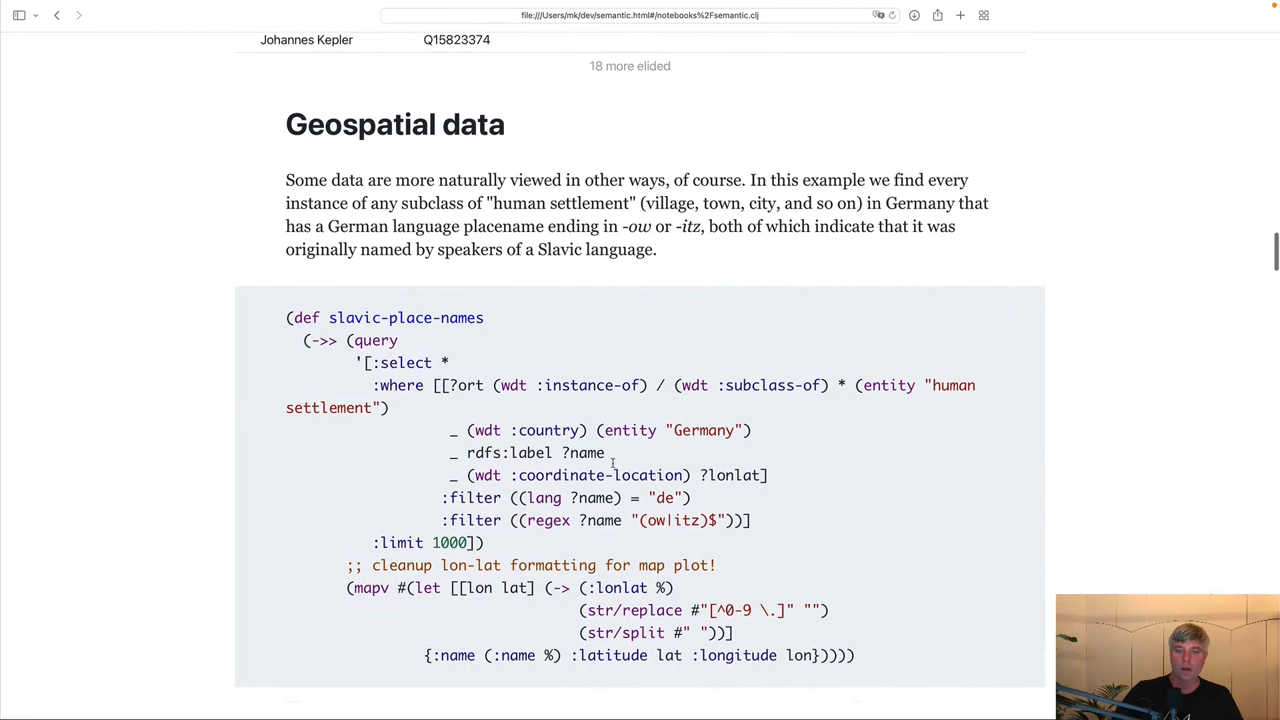 file:///Users/mk/dev/semantic.html#/notebooks%2Fsemantic.clj
Johannes Kepler Q15823374
18 more elided
Geospatial data
Some data are more naturally viewed in other ways, of course. In this example we find every
instance of any subclass of "human settlement" (village, town, city, and so on) in Germany that
has a German language placename ending in -ow or -itz, both of which indicate that it was
originally named by speakers of a Slavic language.
(def slavic-place-names
(->> (query
'[:select *
:where [[?ort (wdt :instance-of) / (wdt :subclass-of) * (entity "human
settlement")
_ (wdt :country) (entity "Germany")
_ rdfs:label ?name
_ (wdt :coordinate-location) ?lonlat]
:filter ((lang ?name) = "de")
:filter ((regex ?name "(ow|itz)$"))]
:limit 1000])
;; cleanup lon-lat formatting for map plot!
(mapv #(let [[lon lat] (-> (:lonlat %)
(str/replace #"[^0-9 \.]" "")
(str/split #" "))]
{:name (:name %) :latitude lat :longitude lon}))))